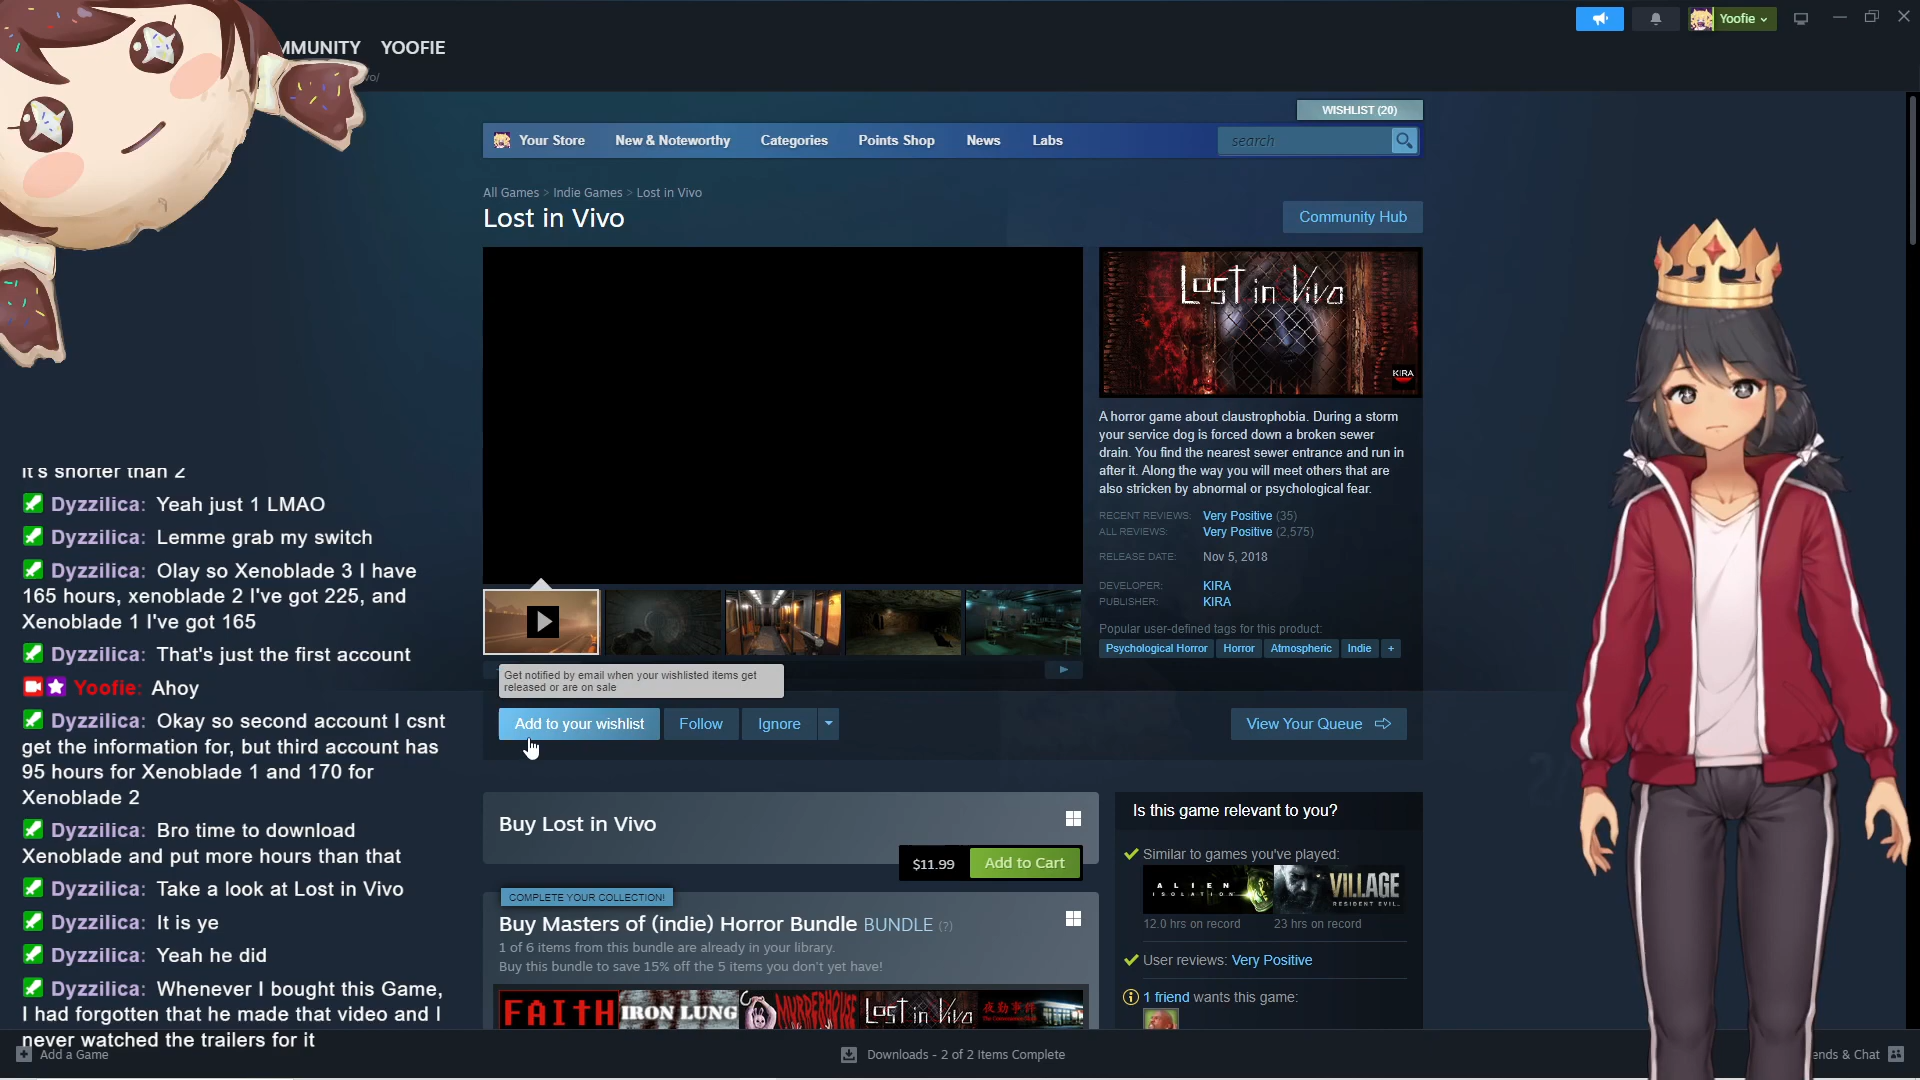 Yoofie
MMUNITY YOOFIE
vo/
WISHLIST (20)
Your Store New & Noteworthy Categories Points Shop News Labs search
All Games > Indie Games > Lost in Vivo
Lost in Vivo
Community Hub
Lost in Vivo
KIRA
A horror game about claustrophobia. During a storm
your service dog is forced down a broken sewer
drain. You find the nearest sewer entrance and run in
after it. Along the way you will meet others that are
also stricken by abnormal or psychological fear.
RECENT REVIEWS: Very Positive (35)
ALL REVIEWS: Very Positive (2,575)
RELEASE DATE: Nov 5, 2018
DEVELOPER: KIRA
PUBLISHER: KIRA
Popular user-defined tags for this product:
Psychological Horror Horror Atmospheric Indie +
Get notified by email when your wishlisted items get
released or are on sale
Add to your wishlist Follow Ignore View Your Queue
Buy Lost in Vivo
$11.99 Add to Cart
COMPLETE YOUR COLLECTION!
Buy Masters of (indie) Horror Bundle BUNDLE (?)
1 of 6 items from this bundle are already in your library.
Buy this bundle to save 15% off the 5 items you don't yet have!
FAITH IRON LUNG MURDERHOUSE Lost in Vivo 夜勤事件
Is this game relevant to you?
Similar to games you've played:
ALIEN ISOLATION VILLAGE RESIDENT EVIL
12.0 hrs on record 23 hrs on record
User reviews: Very Positive
1 friend wants this game:
it's shorter than 2
Dyzzilica: Yeah just 1 LMAO
Dyzzilica: Lemme grab my switch
Dyzzilica: Olay so Xenoblade 3 I have
165 hours, xenoblade 2 I've got 225, and
Xenoblade 1 I've got 165
Dyzzilica: That's just the first account
Yoofie: Ahoy
Dyzzilica: Okay so second account I csnt
get the information for, but third account has
95 hours for Xenoblade 1 and 170 for
Xenoblade 2
Dyzzilica: Bro time to download
Xenoblade and put more hours than that
Dyzzilica: Take a look at Lost in Vivo
Dyzzilica: It is ye
Dyzzilica: Yeah he did
Dyzzilica: Whenever I bought this Game,
I had forgotten that he made that video and I
never watched the trailers for it
Add a Game Downloads - 2 of 2 Items Complete ends & Chat